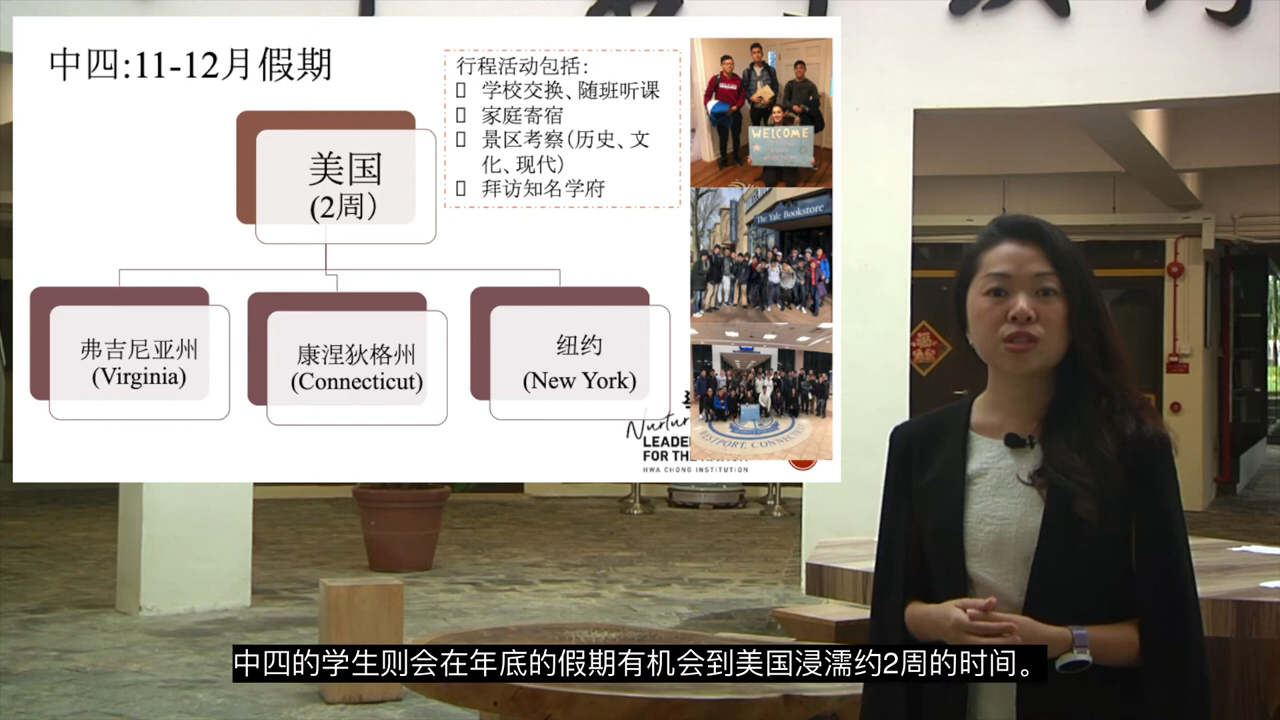 中四:11-12月假期
行程活动包括:
学校交换、随班听课
家庭寄宿
景区考察(历史、文
化、现代)
拜访知名学府
美国
(2周)
弗吉尼亚州
(Virginia)
康涅狄格州
(Connecticut)
纽约
(New York)
WELCOME
The Yale Bookstore
WESTPORT, CONNEC
LEADE
FOR THE
HWA CHONG INSTITUTION
中四的学生则会在年底的假期有机会到美国浸濡约2周的时间。